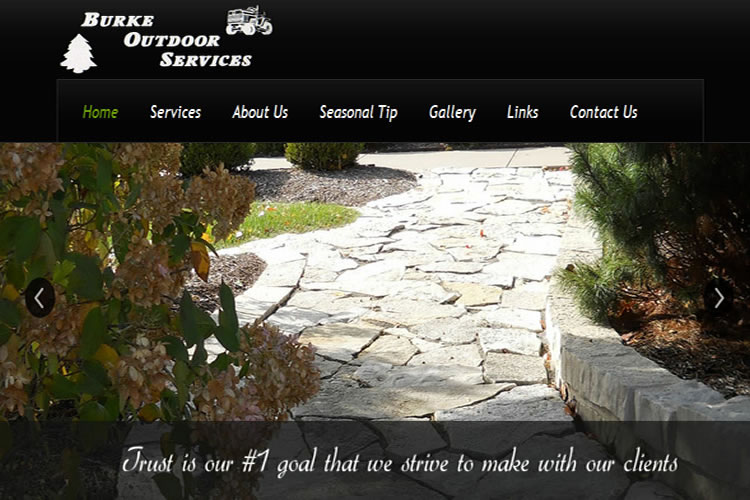 Burke
Outdoor
Services
Home Services About Us Seasonal Tip Gallery Links Contact Us
Trust is our #1 goal that we strive to make with our clients